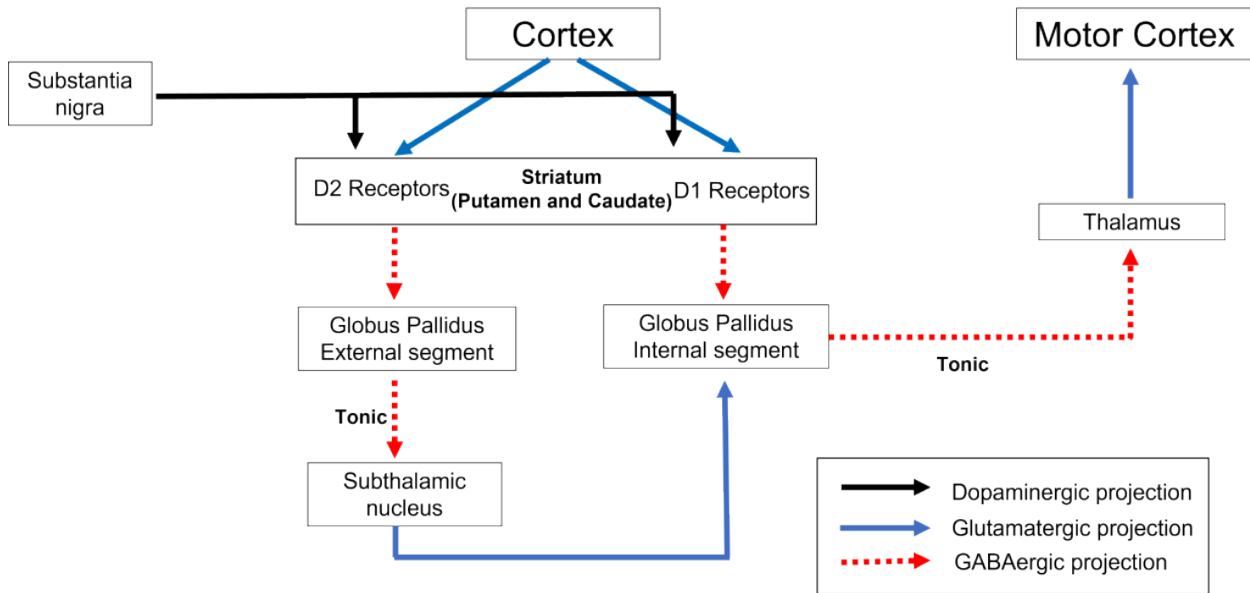 Cortex
Motor Cortex
Substantia
nigra
D2 Receptors
Striatum
(Putamen and Caudate)
D1 Receptors
Thalamus
Globus Pallidus
External segment
Globus Pallidus
Internal segment
Tonic
Tonic
Subthalamic
nucleus
Dopaminergic projection
Glutamatergic projection
GABAergic projection